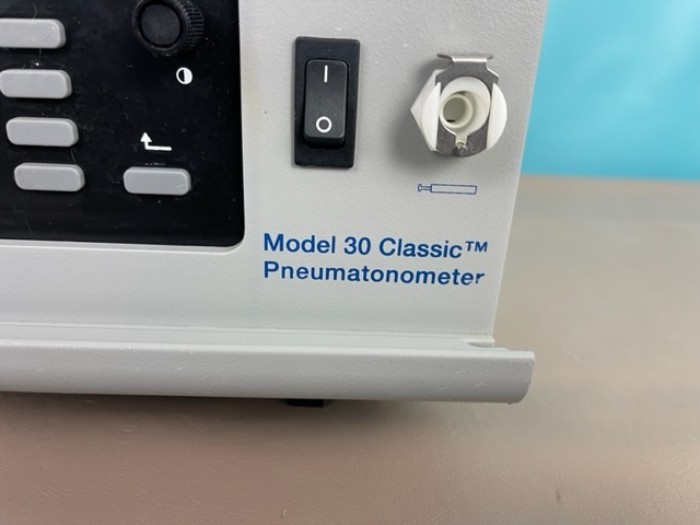 Model 30 Classic™
Pneumatonometer